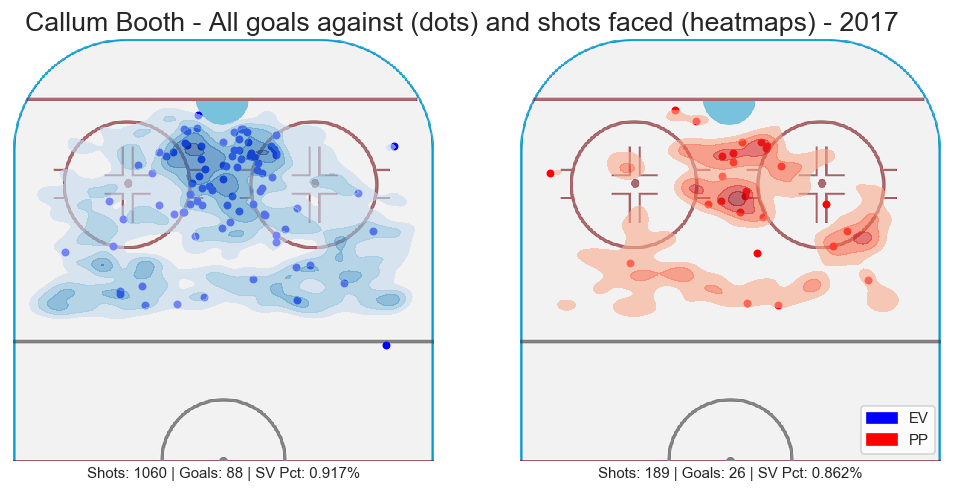 Callum Booth - All goals against (dots) and shots faced (heatmaps) - 2017
EV
PP
Shots: 1060 | Goals: 88 | SV Pct: 0.917%
Shots: 189 | Goals: 26 | SV Pct: 0.862%